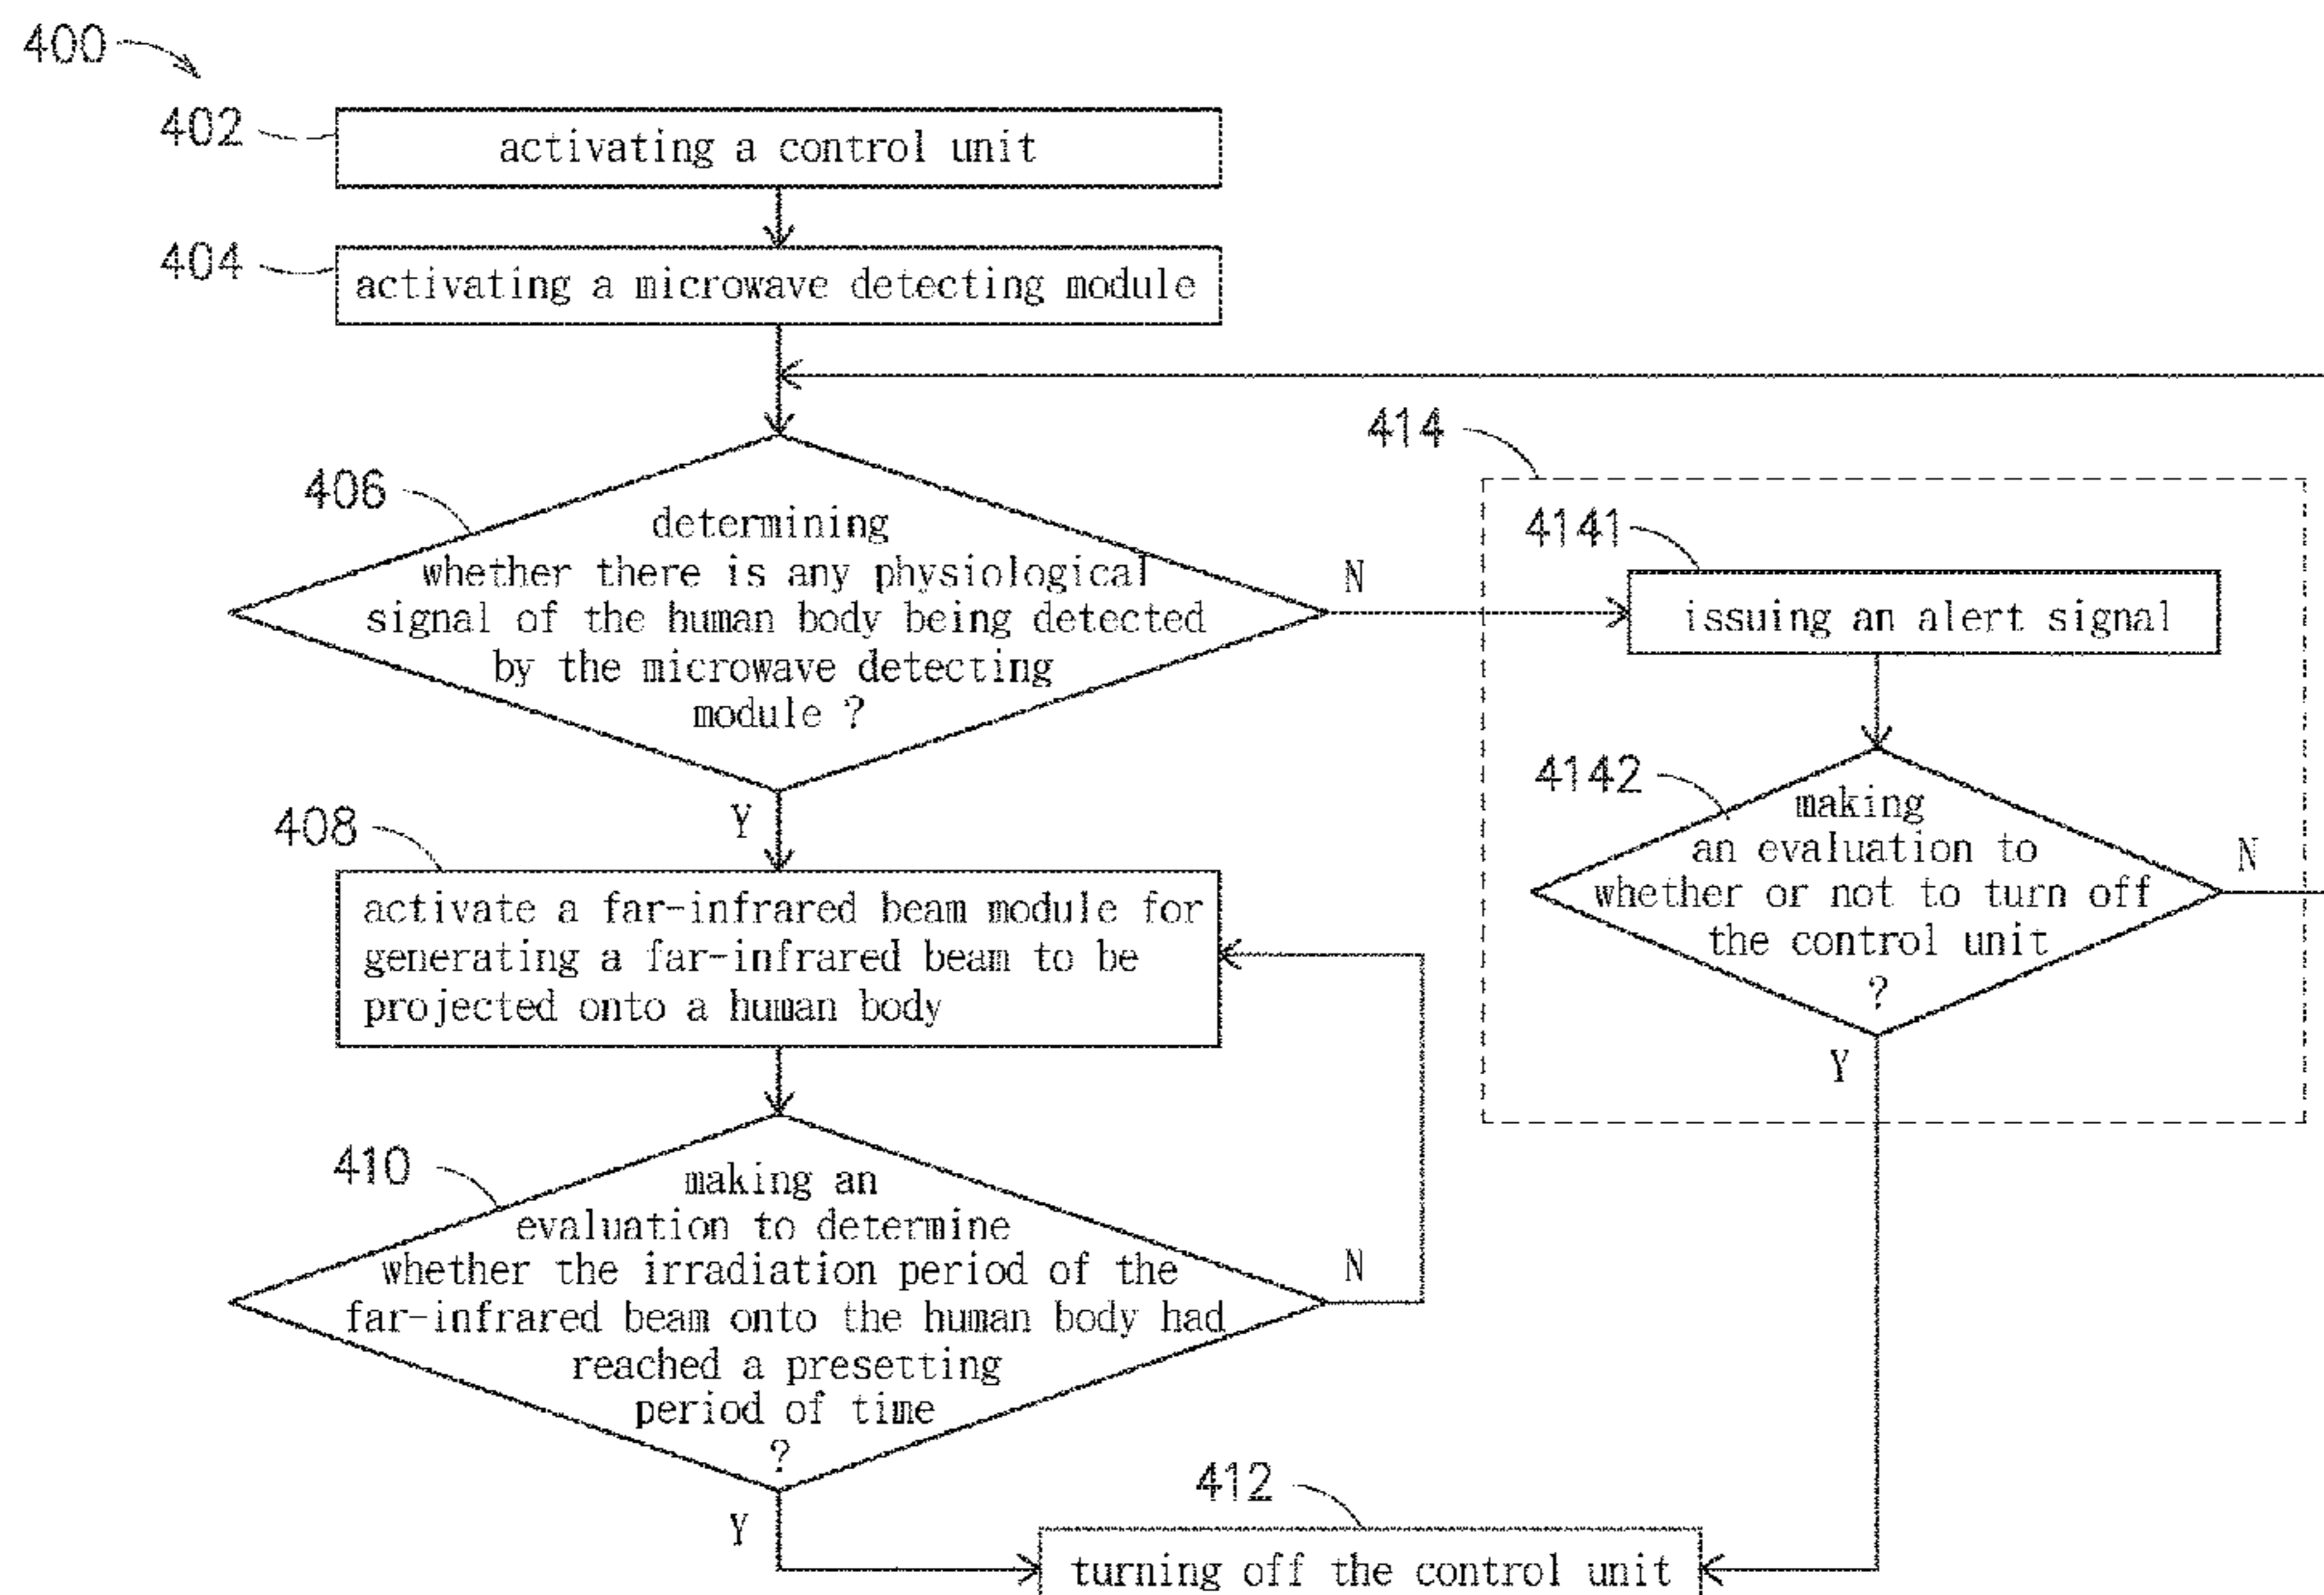 400
402
activating a control unit
404
activating a microwave detecting module
406
determining
whether there is any physiological
signal of the human body being detected
by the microwave detecting
module ?
N
Y
414
4141
issuing an alert signal
4142
making
an evaluation to
whether or not to turn off
the control unit
?
N
Y
408
activate a far-infrared beam module for
generating a far-infrared beam to be
projected onto a human body
410
making an
evaluation to determine
whether the irradiation period of the
far-infrared beam onto the human body had
reached a presetting
period of time
?
N
Y
412
turning off the control unit